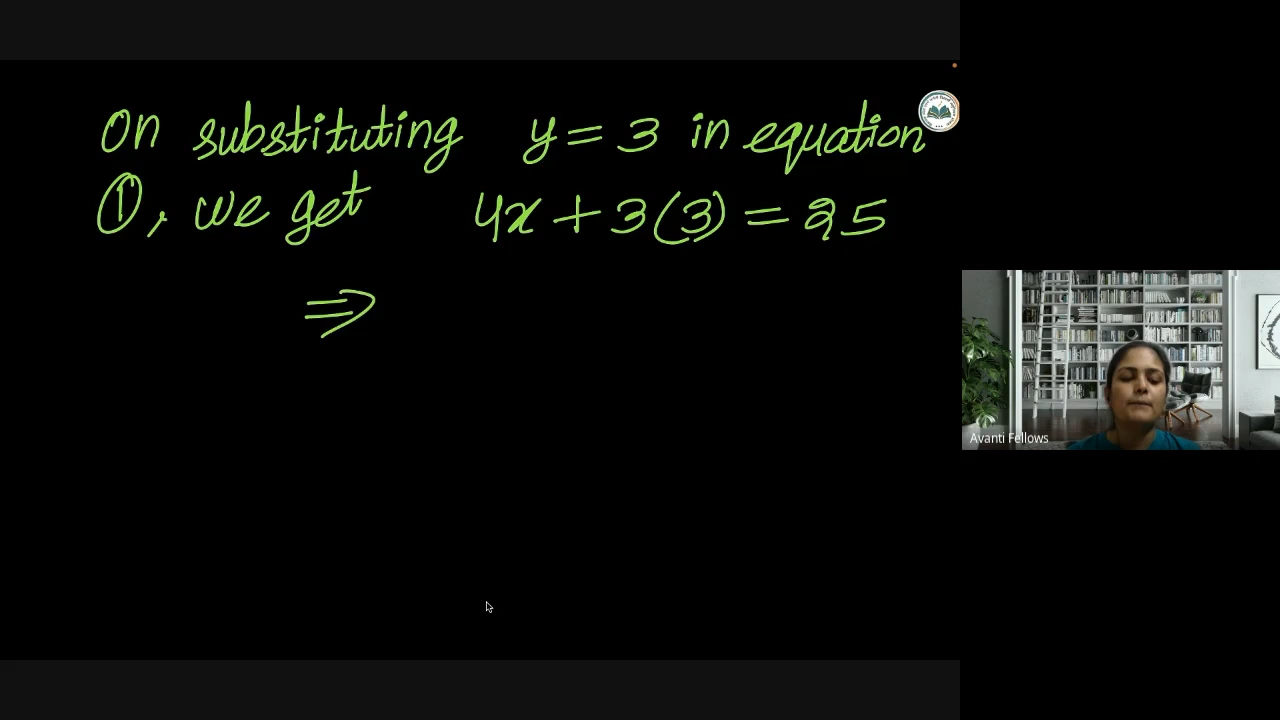 On substituting y = 3 in equation
①, we get 4x + 3(3) = 25
⇒
Avanti Fellows